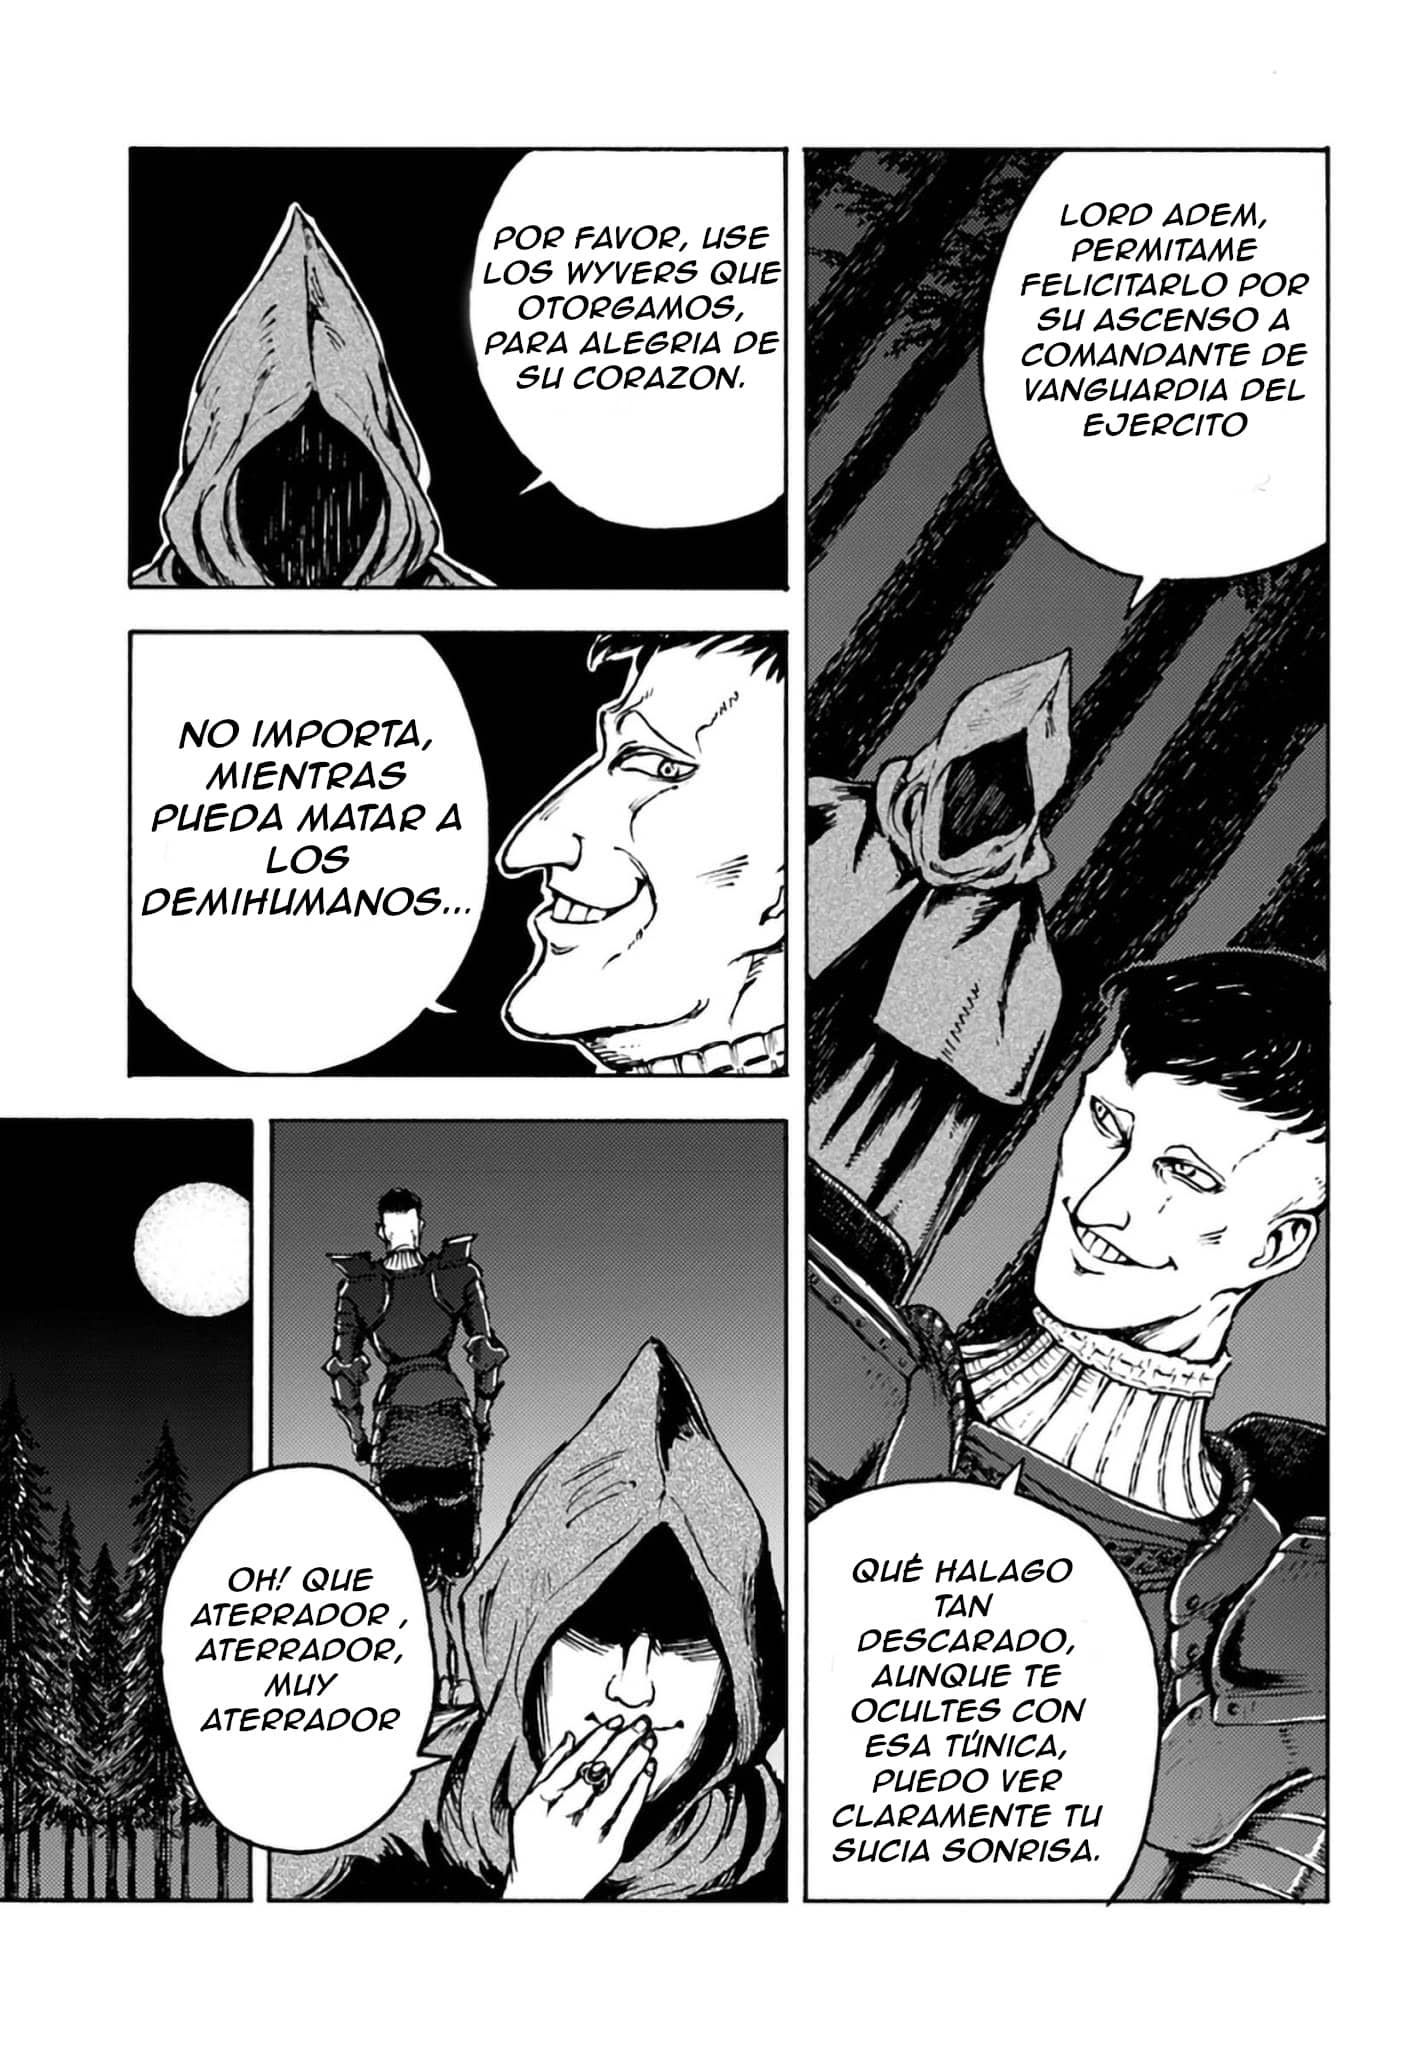 LORD ADEM,
PERMITAME
FELICITARLO POR
SU ASCENSO A
COMANDANTE DE
VANGUARDIA DEL
EJERCITO
QUÉ HALAGO
TAN
DESCARADO,
AUNQUE TE
OCULTES CON
ESA TÚNICA,
PUEDO VER
CLARAMENTE TU
SUCIA SONRISA.
POR FAVOR, USE
LOS WYVERS QUE
OTORGAMOS,
PARA ALEGRIA DE
SU CORAZON.
NO IMPORTA,
MIENTRAS
PUEDA MATAR A
LOS
DEMIHUMANOS...
OH! QUE
ATERRADOR ,
ATERRADOR,
MUY
ATERRADOR